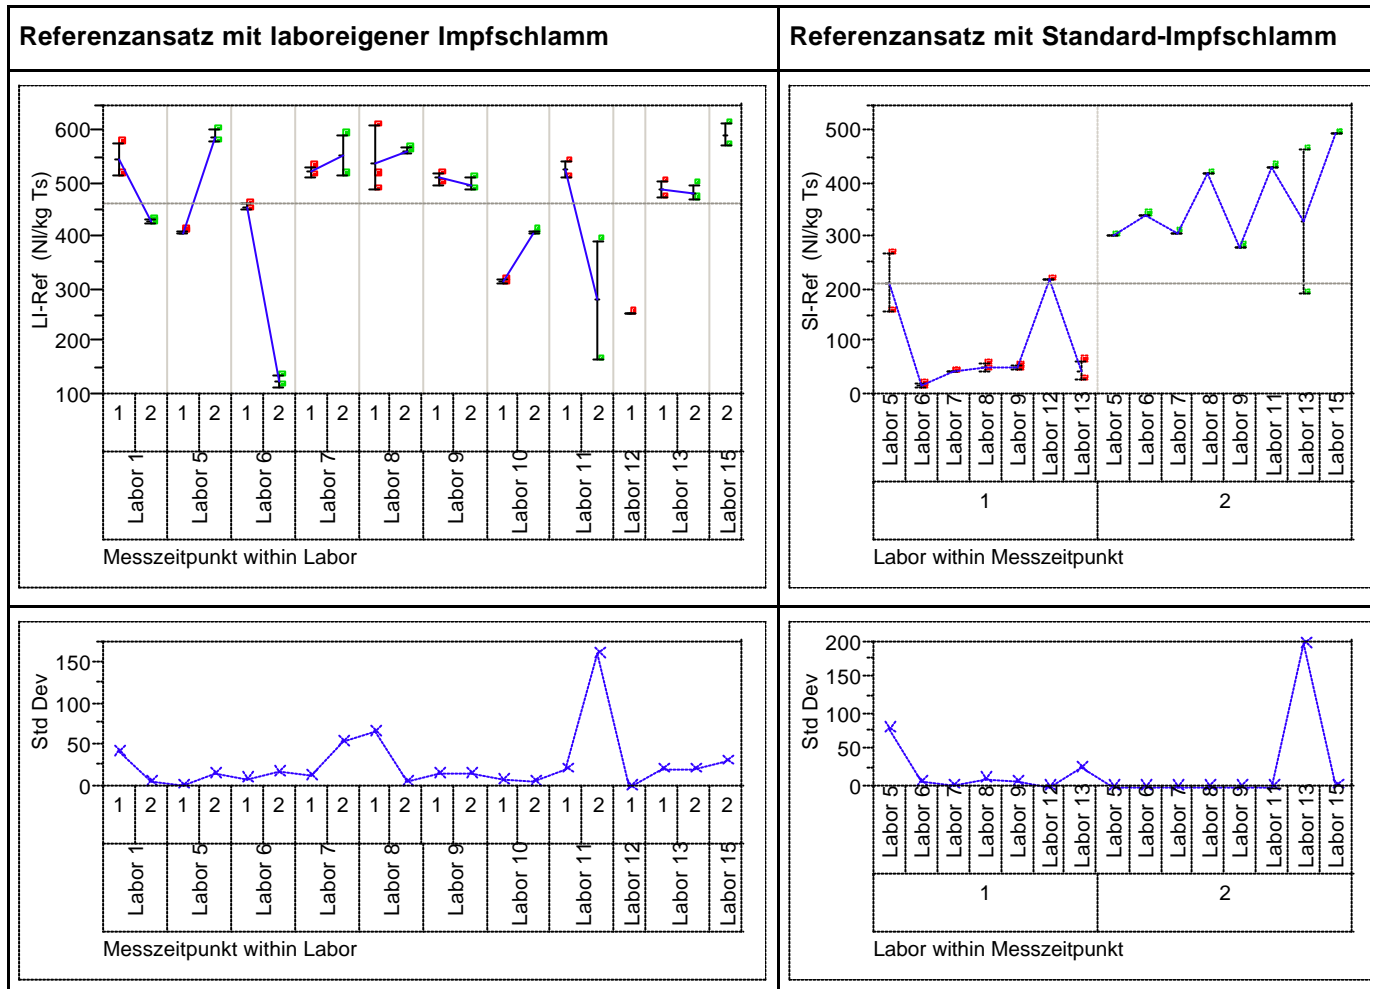 Referenzansatz mit laboreigener Impfschlamm
Referenzansatz mit Standard-Impfschlamm
LI-Ref (Nl/kg Ts)
600
500
400
300
200
100
1 2 1 2 1 2 1 2 1 2 1 2 1 2 1 2 1 1 2 2
Labor 1 Labor 5 Labor 6 Labor 7 Labor 8 Labor 9 Labor 10 Labor 11 Labor 12 Labor 13 Labor 15
Messzeitpunkt within Labor
SI-Ref (Nl/kg Ts)
500
400
300
200
100
0
Labor 5 Labor 6 Labor 7 Labor 8 Labor 9 Labor 12 Labor 13 Labor 5 Labor 6 Labor 7 Labor 8 Labor 9 Labor 11 Labor 13 Labor 15
1 2
Labor within Messzeitpunkt
Std Dev
150
100
50
0
1 2 1 2 1 2 1 2 1 2 1 2 1 2 1 2 1 1 2 2
Labor 1 Labor 5 Labor 6 Labor 7 Labor 8 Labor 9 Labor 10 Labor 11 Labor 12 Labor 13 Labor 15
Messzeitpunkt within Labor
Std Dev
200
100
50
0
Labor 5 Labor 6 Labor 7 Labor 8 Labor 9 Labor 12 Labor 13 Labor 5 Labor 6 Labor 7 Labor 8 Labor 9 Labor 11 Labor 13 Labor 15
1 2
Labor within Messzeitpunkt